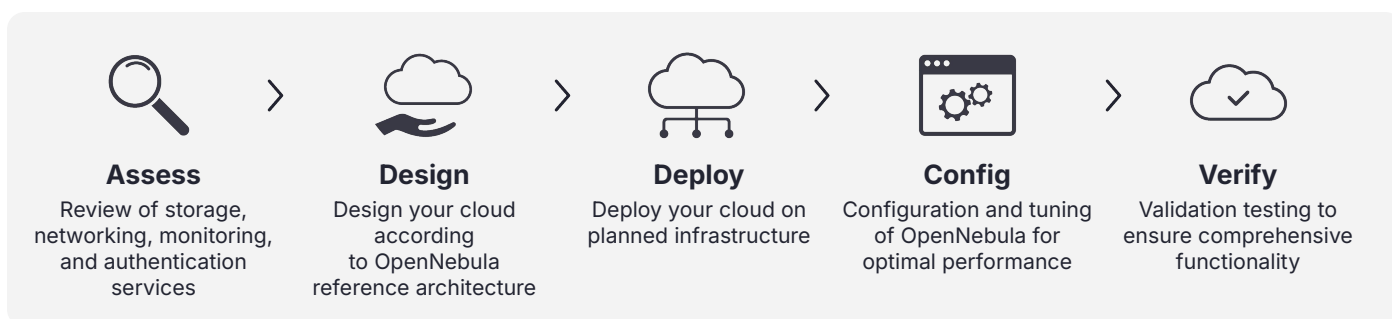 Assess
Review of storage,
networking, monitoring,
and authentication
services
Design
Design your cloud
according
to OpenNebula
reference architecture
Deploy
Deploy your cloud on
planned infrastructure
Config
Configuration and tuning
of OpenNebula for
optimal performance
Verify
Validation testing to
ensure comprehensive
functionality